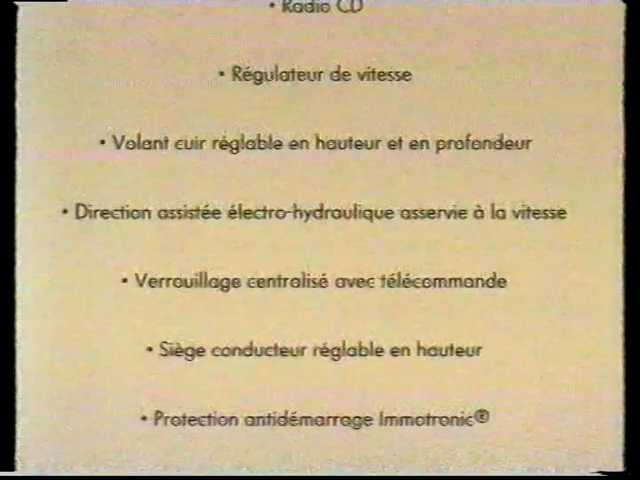 • Radio CD
• Régulateur de vitesse
• Volant cuir réglable en hauteur et en profondeur
• Direction assistée électro-hydraulique asservie à la vitesse
• Verrouillage centralisé avec télécommande
• Siège conducteur réglable en hauteur
• Protection antidémarrage Immotronic®